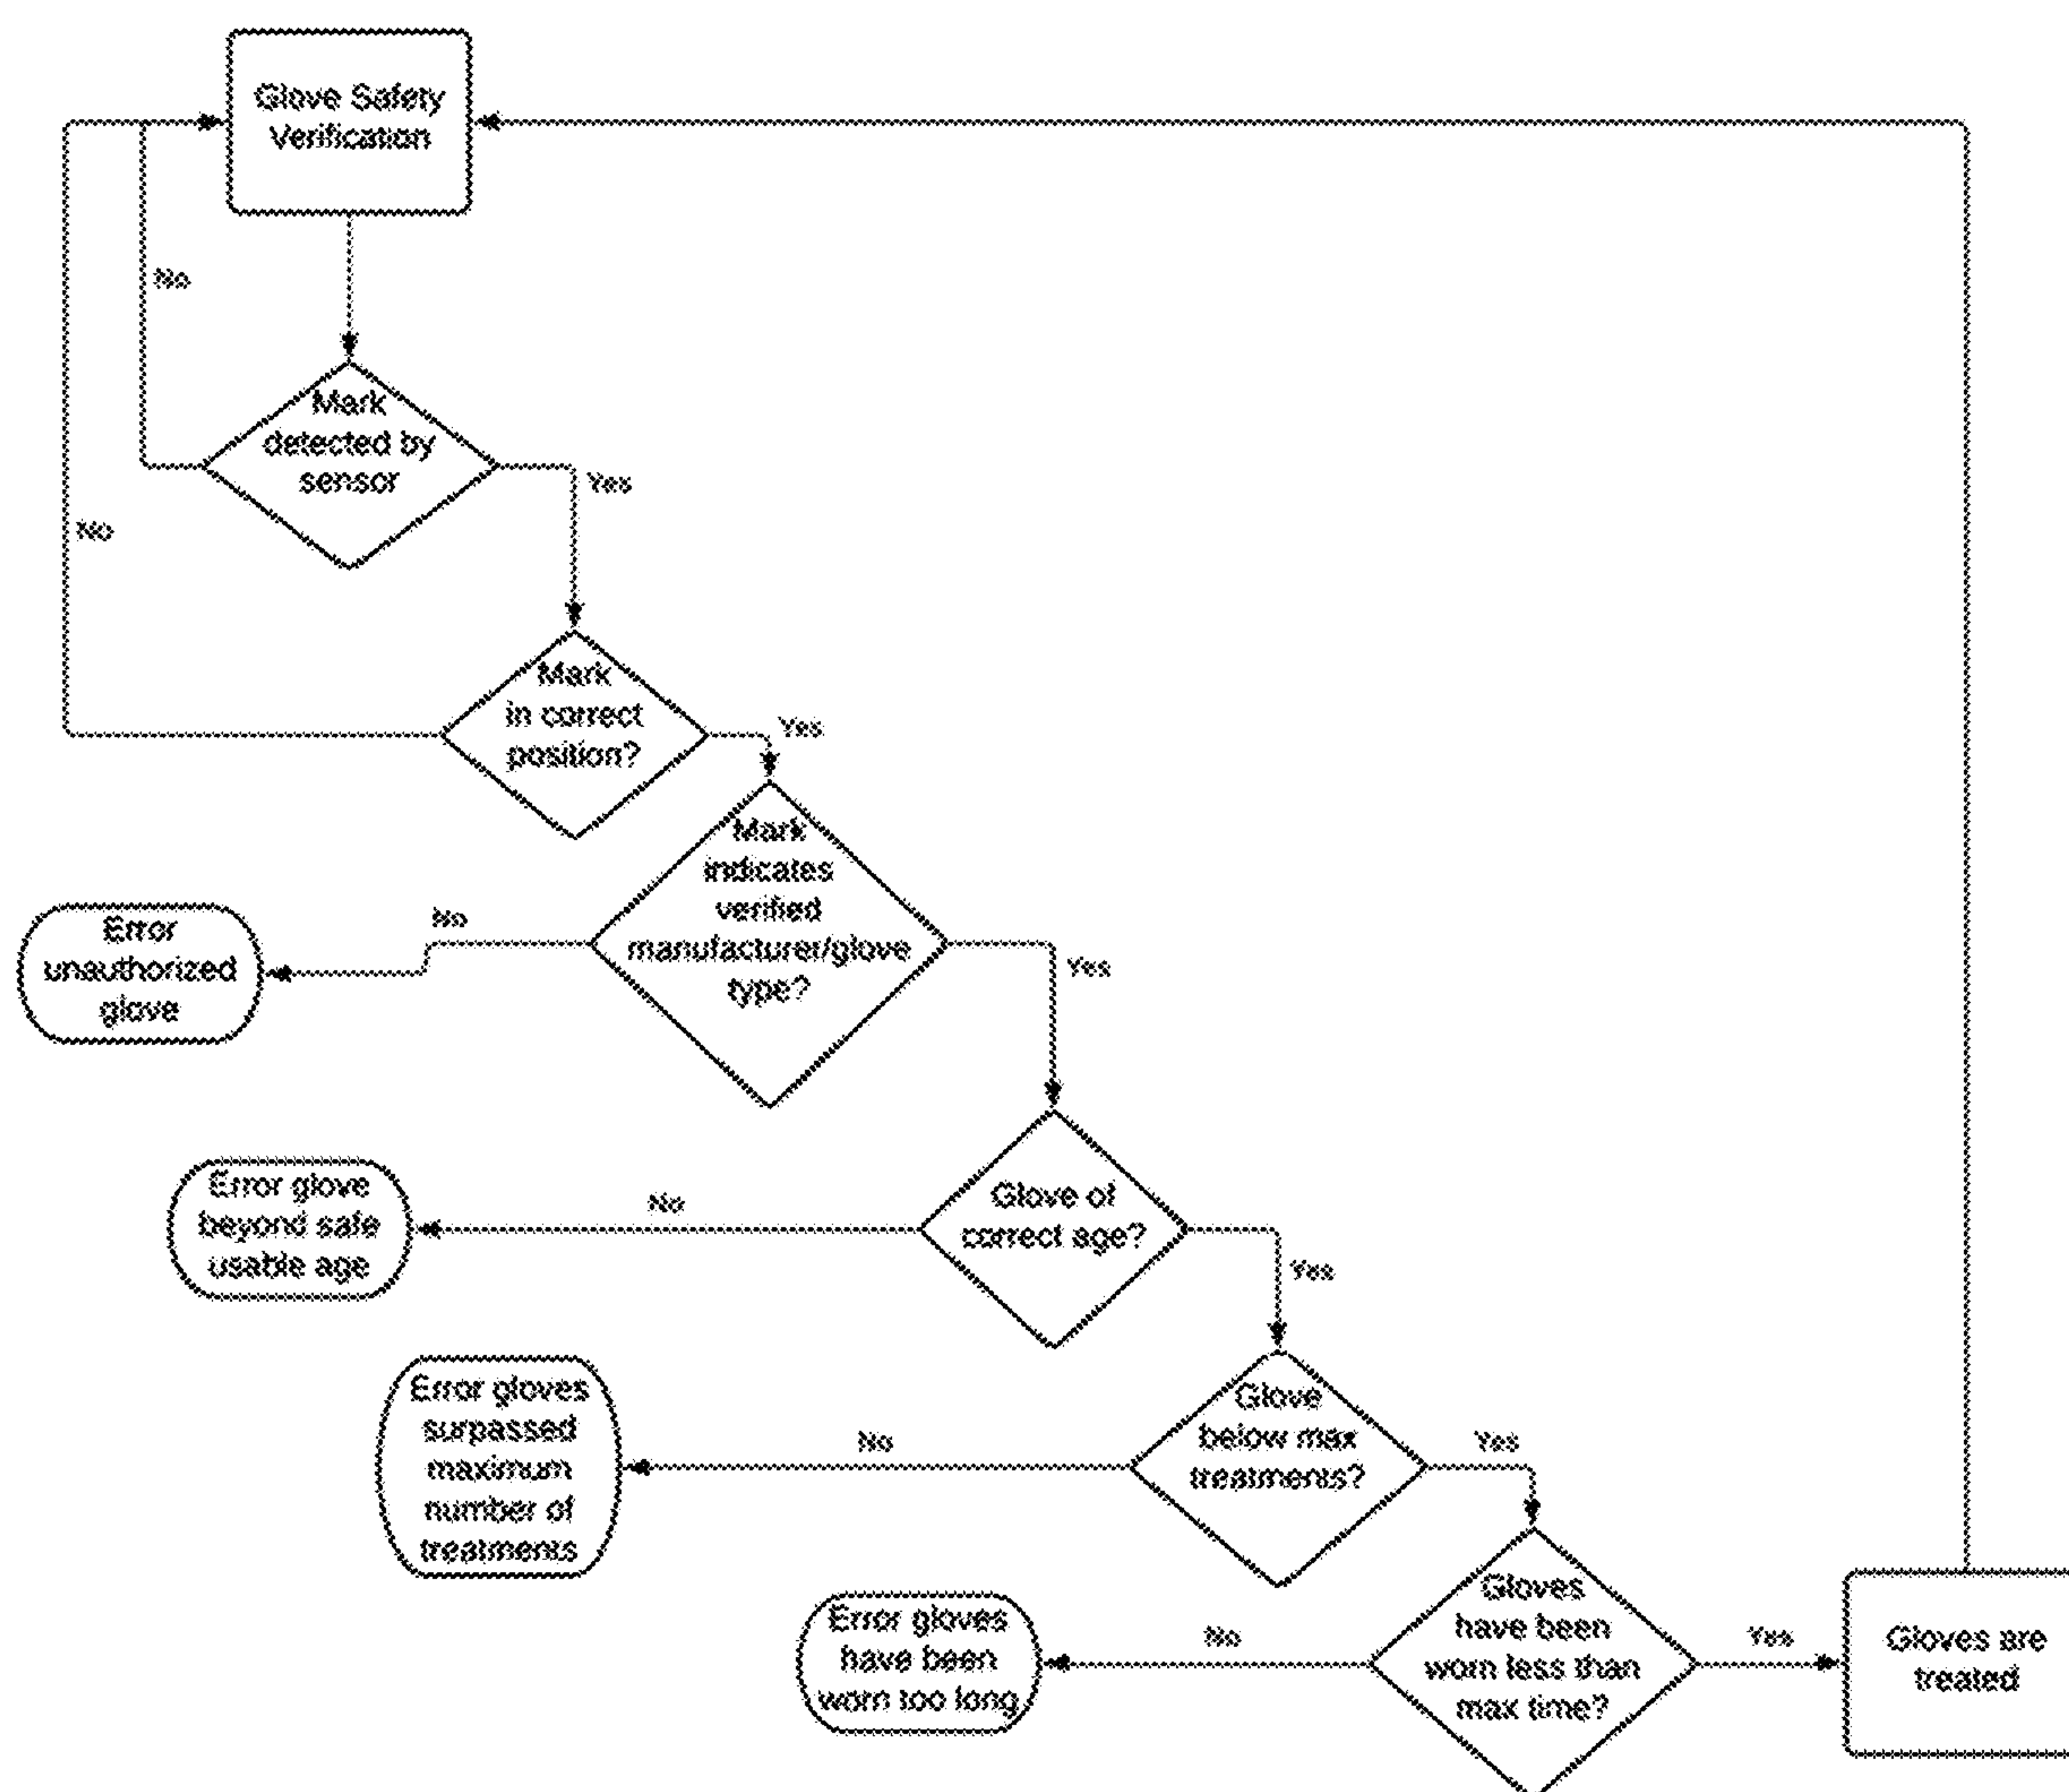 Glove Safety
Verification
No
Mark
detected by
sensor
Yes
No
Mark
in correct
position?
Yes
Mark
indicates
verified
manufacturer/glove
type?
No
Yes
Error
unauthorized
glove
Glove of
correct age?
No
Yes
Error glove
beyond safe
usable age
Glove
below max
treatments?
No
Yes
Error gloves
surpassed
maximum
number of
treatments
Gloves
have been
worn less than
max time?
No
Yes
Error gloves
have been
worn too long
Gloves are
treated